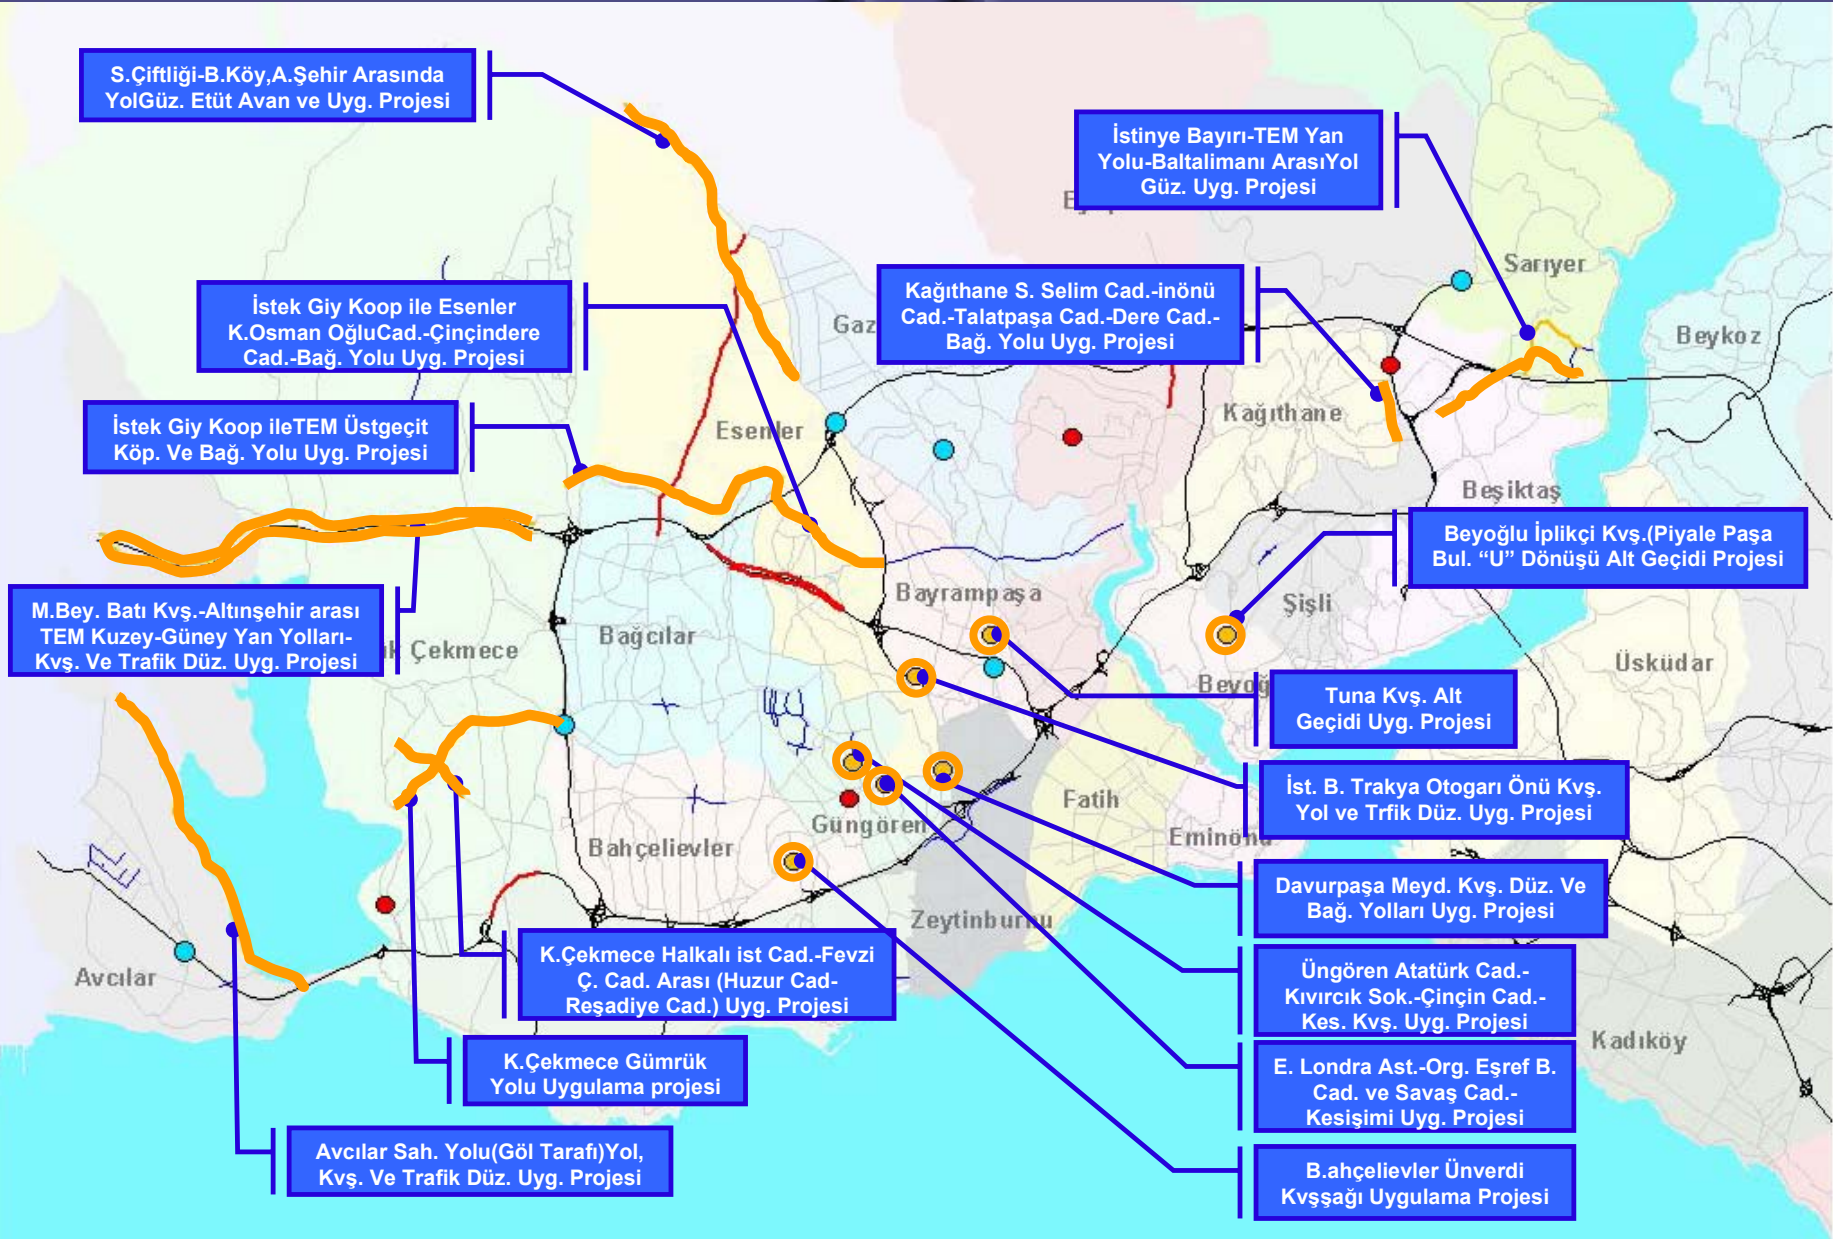 S.Çiftliği-B.Köy,A.Şehir Arasında
YolGüz. Etüt Avan ve Uyg. Projesi
İstinye Bayırı-TEM Yan
Yolu-Baltalimanı ArasıYol
Güz. Uyg. Projesi
Sarıyer
İstek Giy Koop ile Esenler
K.Osman OğluCad.-Çinçindere
Cad.-Bağ. Yolu Uyg. Projesi
Gaz
Kağıthane S. Selim Cad.-inönü
Cad.-Talatpaşa Cad.-Dere Cad.-
Bağ. Yolu Uyg. Projesi
Beykoz
İstek Giy Koop ileTEM Üstgeçit
Köp. Ve Bağ. Yolu Uyg. Projesi
Esenler
Kağıthane
Beşiktaş
Beyoğlu İplikçi Kvş.(Piyale Paşa
Bul. “U” Dönüşü Alt Geçidi Projesi
M.Bey. Batı Kvş.-Altınşehir arası
TEM Kuzey-Güney Yan Yolları-
Kvş. Ve Trafik Düz. Uyg. Projesi
k Çekmece
Bağcılar
Bayrampaşa
Şişli
Üsküdar
Beyoğ
Tuna Kvş. Alt
Geçidi Uyg. Projesi
İst. B. Trakya Otogarı Önü Kvş.
Yol ve Trfik Düz. Uyg. Projesi
Fatih
Güngören
Bahçelievler
Eminönü
Davurpaşa Meyd. Kvş. Düz. Ve
Bağ. Yolları Uyg. Projesi
Zeytinburnu
Avcılar
K.Çekmece Halkalı ist Cad.-Fevzi
Ç. Cad. Arası (Huzur Cad-
Reşadiye Cad.) Uyg. Projesi
Üngören Atatürk Cad.-
Kıvırcık Sok.-Çinçin Cad.-
Kes. Kvş. Uyg. Projesi
Kadıköy
K.Çekmece Gümrük
Yolu Uygulama projesi
E. Londra Ast.-Org. Eşref B.
Cad. ve Savaş Cad.-
Kesişimi Uyg. Projesi
Avcılar Sah. Yolu(Göl Tarafı)Yol,
Kvş. Ve Trafik Düz. Uyg. Projesi
B.ahçelievler Ünverdi
Kvşşağı Uygulama Projesi